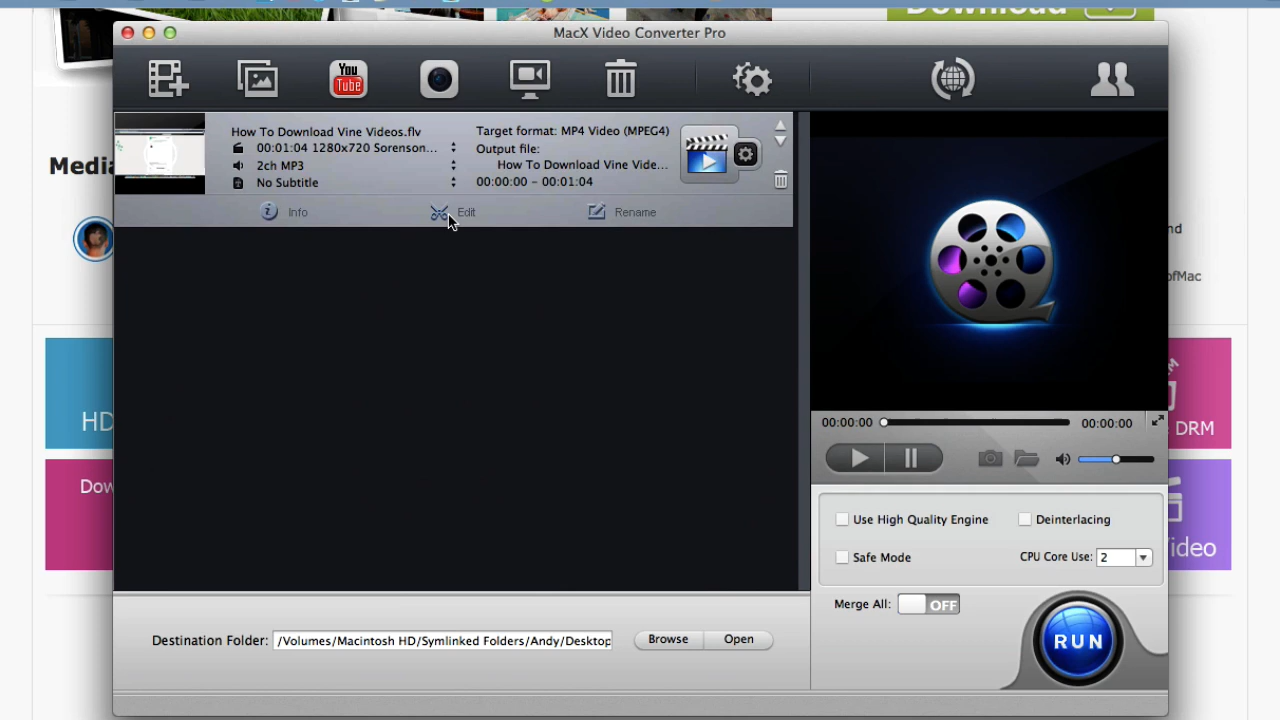 Download
MacX Video Converter Pro
You
Tube
How To Download Vine Videos.flv
00:01:04 1280x720 Sorenson...
2ch MP3
No Subtitle
Target format: MP4 Video (MPEG4)
Output file:
How To Download Vine Vide...
00:00:00 – 00:01:04
Info
Edit
Rename
Media
nd
ofMac
HD
DRM
Dow
ideo
00:00:00
00:00:00
Use High Quality Engine
Deinterlacing
Safe Mode
CPU Core Use:
2
Merge All:
OFF
Destination Folder:
/Volumes/Macintosh HD/Symlinked Folders/Andy/Desktop
Browse
Open
RUN